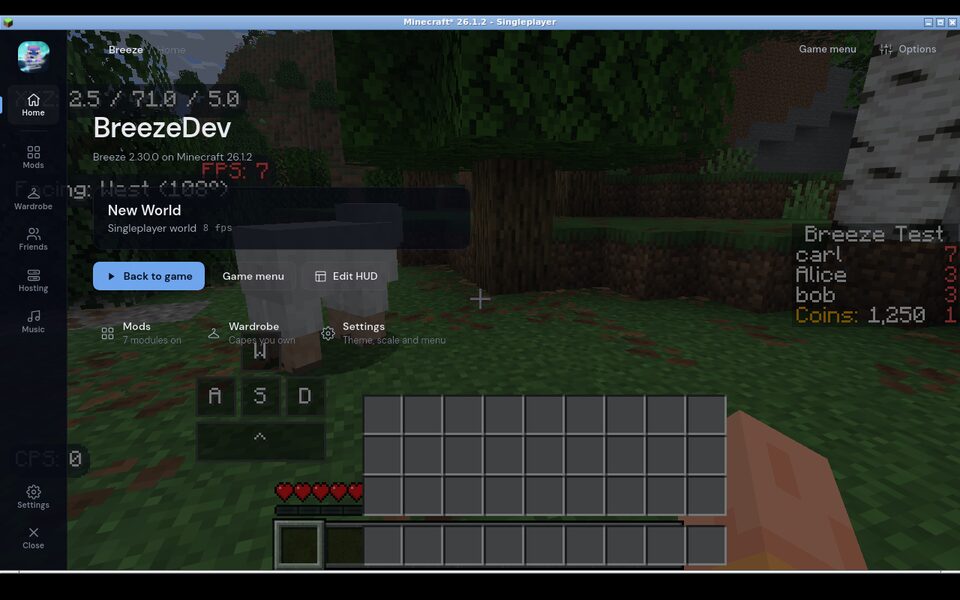 Minecraft* 26.1.2 - Singleplayer
Breeze Home
Game menu
Options
2.5 / 71.0 / 5.0
Home
BreezeDev
Breeze 2.30.0 on Minecraft 26.1.2
FPS: 7
Mods
Facing: West (108°)
Wardrobe
New World
Singleplayer world 8 fps
Friends
Breeze Test
carl 7
Alice 3
bob 3
Coins: 1,250 1
Back to game
Game menu
Edit HUD
Hosting
Music
Mods
7 modules on
Wardrobe
Capes you own
Settings
Theme, scale and menu
W
A S D
^
CPS: 0
Settings
Close